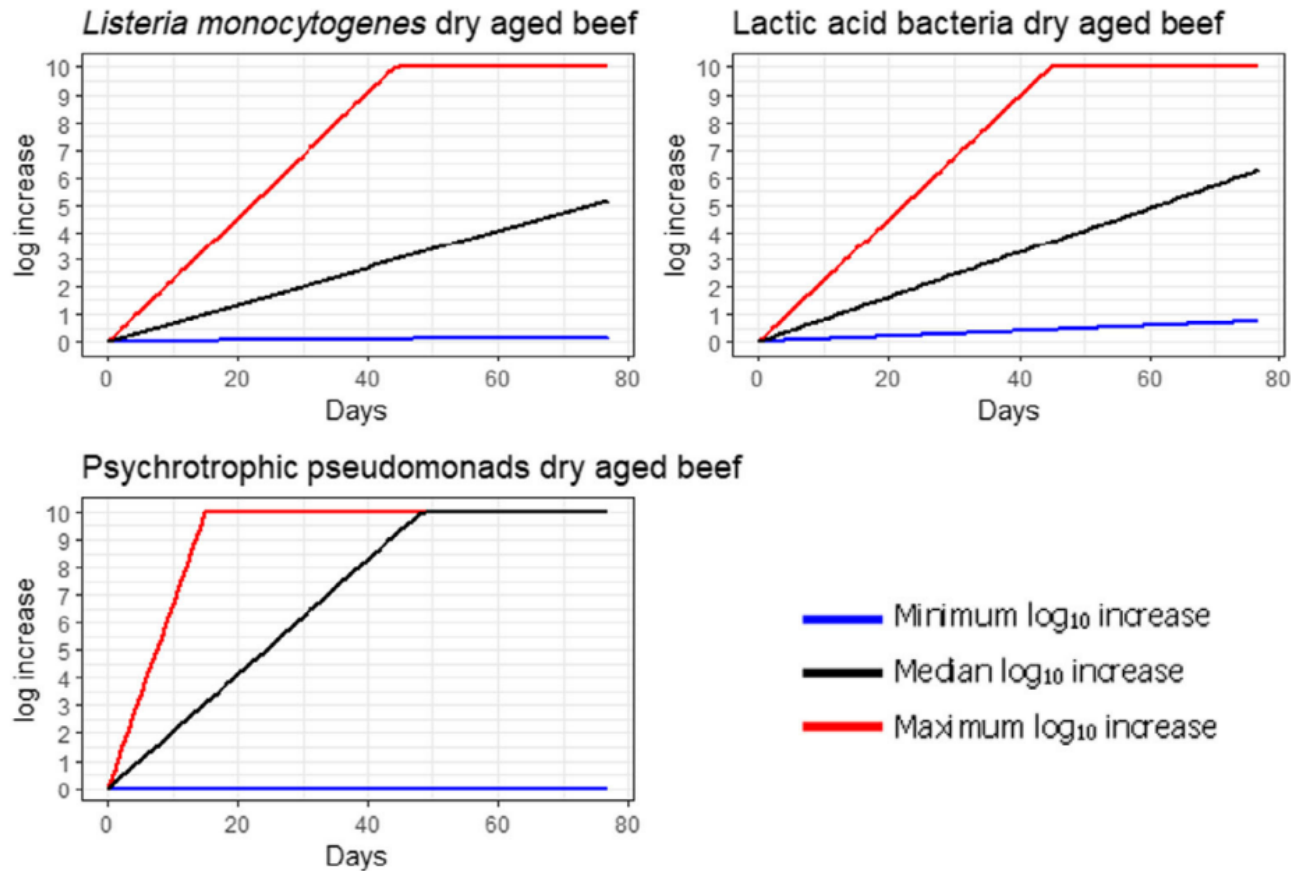 Listeria monocytogenes dry aged beef
log increase
10
9
8
7
6
5
4
3
2
1
0
0 20 40 60 80
Days
Lactic acid bacteria dry aged beef
log increase
10
9
8
7
6
5
4
3
2
1
0
0 20 40 60 80
Days
Psychrotrophic pseudomonads dry aged beef
log increase
10
9
8
7
6
5
4
3
2
1
0
0 20 40 60 80
Days
Minimum log₁₀ increase
Median log₁₀ increase
Maximum log₁₀ increase